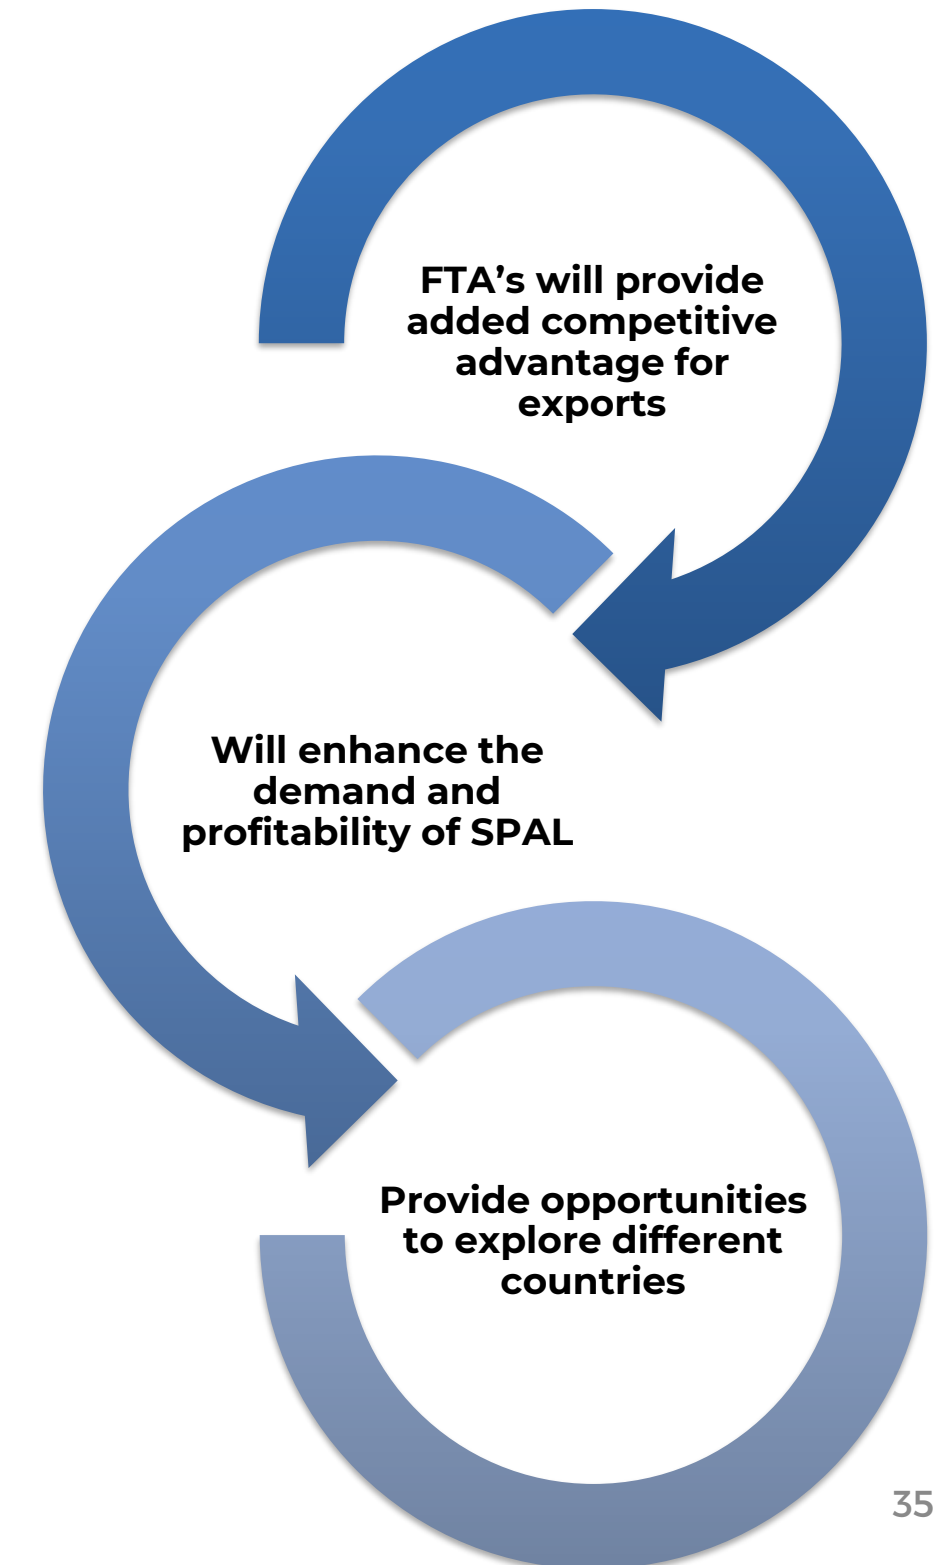 FTA’s will provide
added competitive
advantage for
exports
Will enhance the
demand and
profitability of SPAL
Provide opportunities
to explore different
countries
35